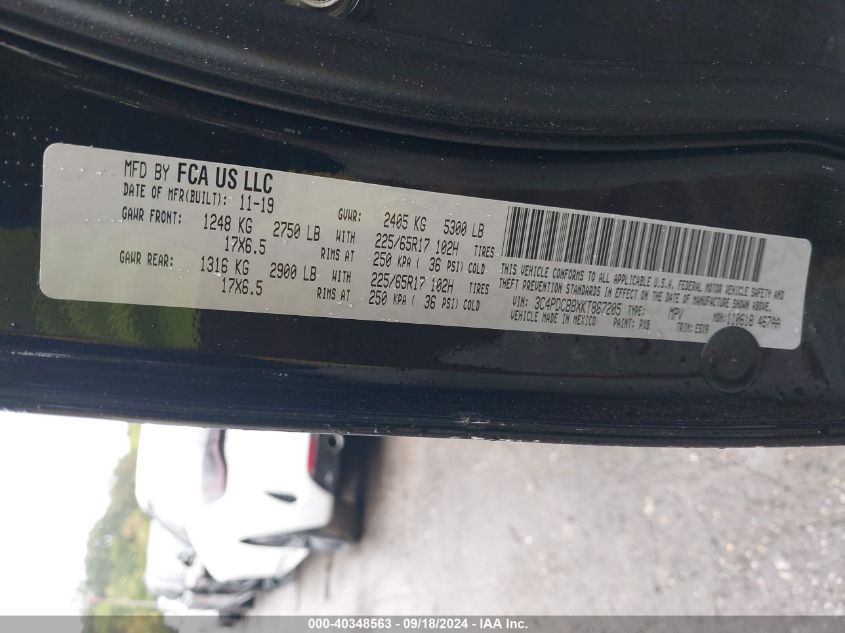 MFD BY FCA US LLC
DATE OF MFR(BUILT): 11-19 GVWR: 2405 KG 5300 LB
GAWR FRONT: 1248 KG 2750 LB WITH 225/65R17 102H TIRES
17X6.5 RIMS AT 250 KPA ( 36 PSI) COLD
GAWR REAR: 1316 KG 2900 LB WITH 225/65R17 102H TIRES
17X6.5 RIMS AT 250 KPA ( 36 PSI) COLD
THIS VEHICLE CONFORMS TO ALL APPLICABLE U.S.A. FEDERAL MOTOR VEHICLE SAFETY AND
THEFT PREVENTION STANDARDS IN EFFECT ON THE DATE OF MANUFACTURE SHOWN ABOVE.
VIN: 3C4PDCBBXKT867205 TYPE: MPV MDH: 110618 467AA
VEHICLE MADE IN MEXICO PAINT: PX8 TRIM: E5X9
000-40348563 - 09/18/2024 - IAA Inc.